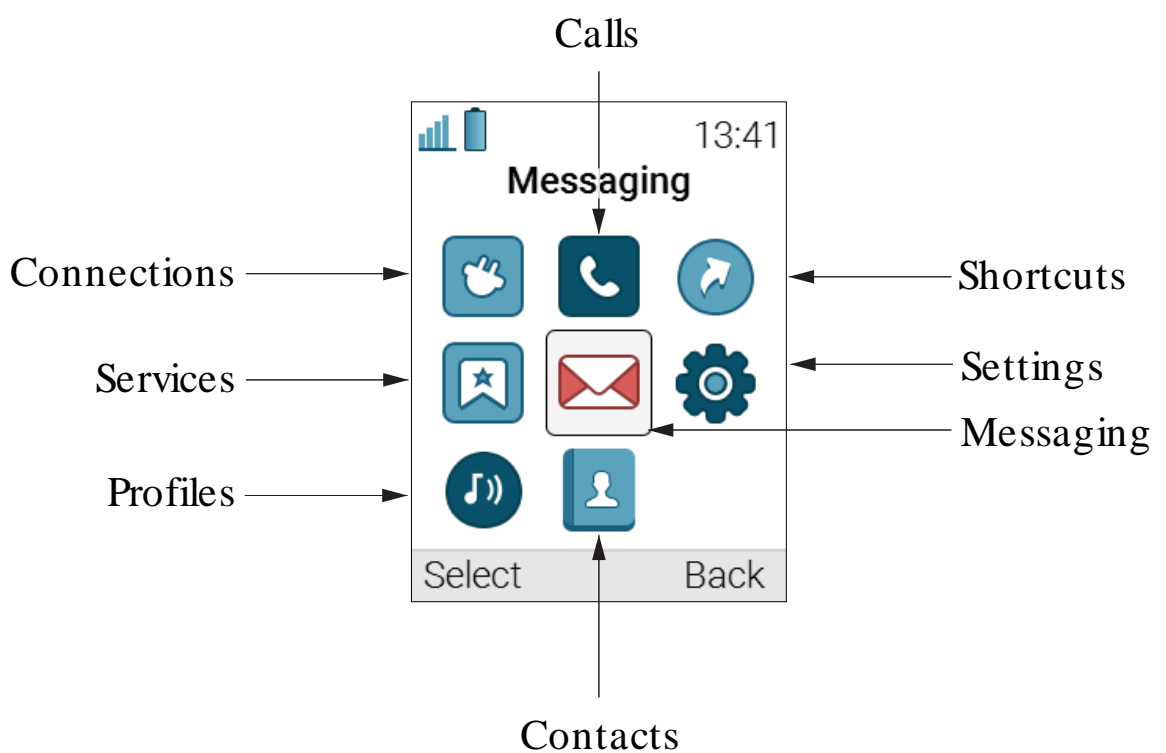 Calls
13:41
Messaging
Connections
Shortcuts
Services
Settings
Messaging
Profiles
Select
Back
Contacts